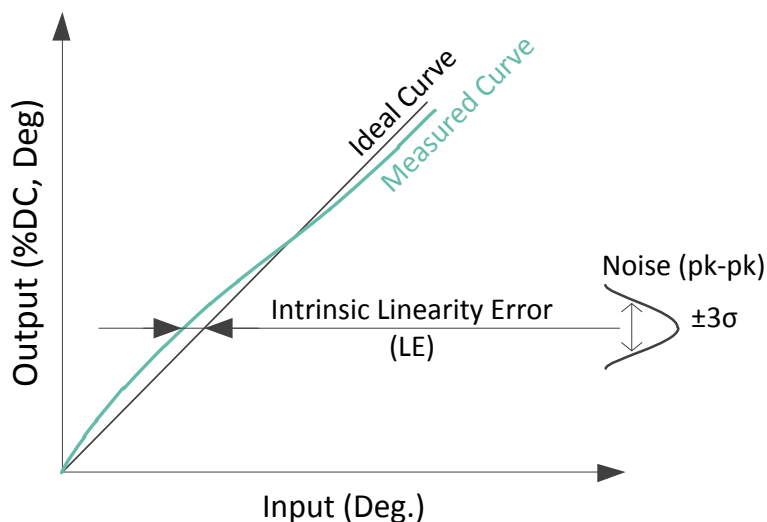 Output (%DC, Deg)
Ideal Curve
Measured Curve
Noise (pk-pk)
±3σ
Intrinsic Linearity Error
(LE)
Input (Deg.)